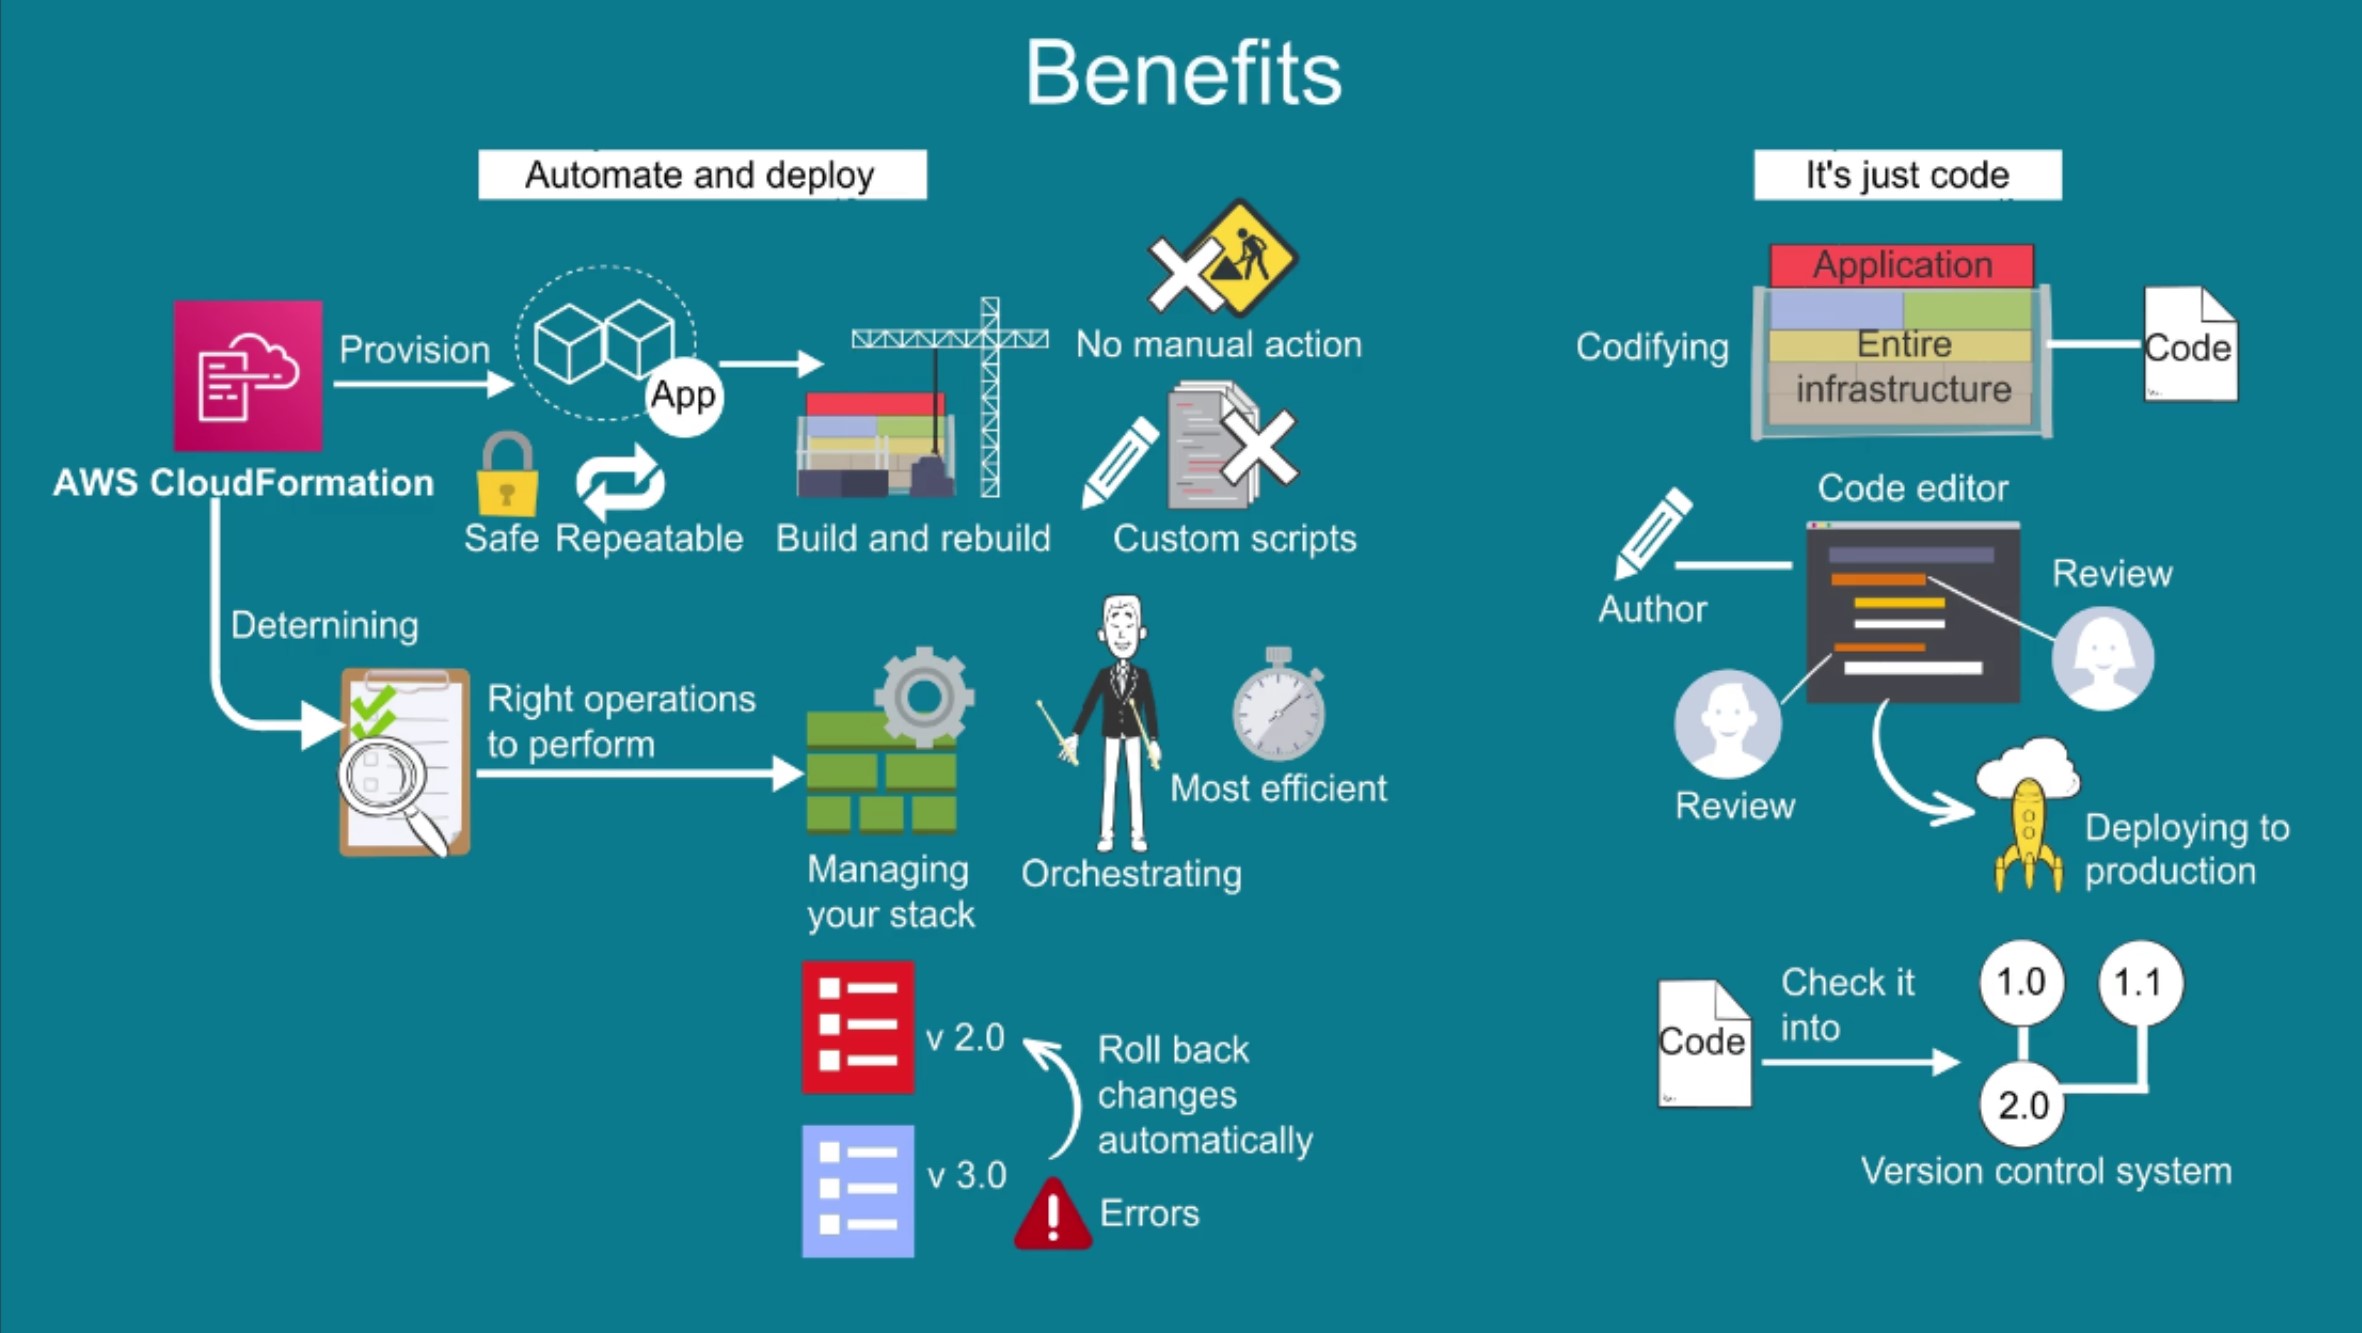 Benefits
Automate and deploy
Provision
App
AWS CloudFormation
Safe
Repeatable
Build and rebuild
No manual action
Custom scripts
Deternining
Right operations
to perform
Managing
your stack
Orchestrating
Most efficient
v 2.0
v 3.0
Roll back
changes
automatically
Errors
It's just code
Codifying
Application
Entire
infrastructure
Code
Code editor
Author
Review
Review
Deploying to
production
Code
Check it
into
1.0
1.1
2.0
Version control system